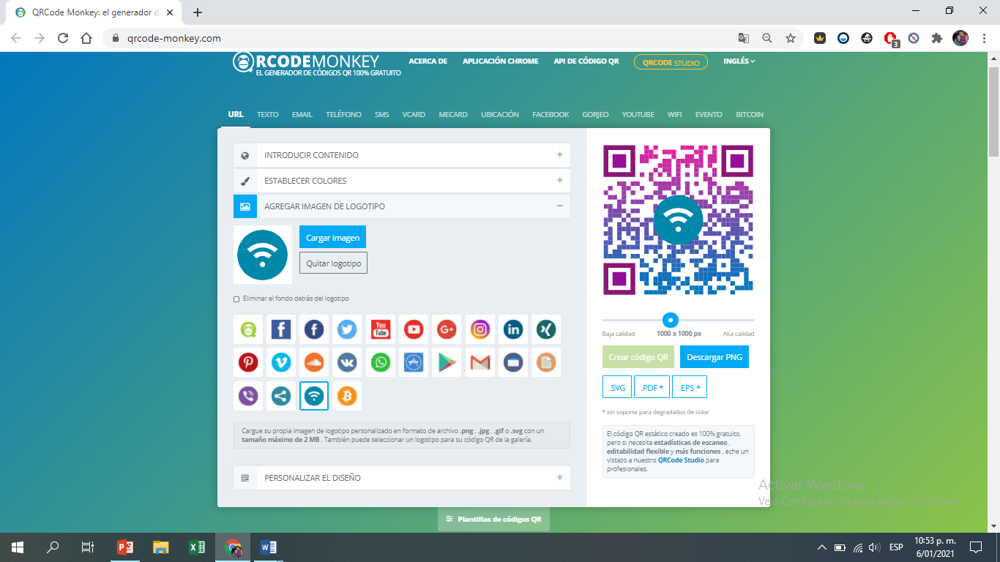 QRCode Monkey: el generador d
qrcode-monkey.com
3
RCODEMONKEY
EL GENERADOR DE CÓDIGOS QR 100% GRATUITO
ACERCA DE
APLICACIÓN CHROME
API DE CÓDIGO QR
QRCODE STUDIO
INGLÉS
URL
TEXTO
EMAIL
TELÉFONO
SMS
VCARD
MECARD
UBICACIÓN
FACEBOOK
GORJEO
YOUTUBE
WIFI
EVENTO
BITCOIN
INTRODUCIR CONTENIDO
ESTABLECER COLORES
AGREGAR IMAGEN DE LOGOTIPO
Cargar imagen
Quitar logotipo
Eliminar el fondo detrás del logotipo
You
Tube
Cargue su propia imagen de logotipo personalizado en formato de archivo .png , .jpg , .gif o .svg con un
tamaño máximo de 2 MB . También puede seleccionar un logotipo para su código QR de la galería.
PERSONALIZAR EL DISEÑO
Baja calidad
1000 x 1000 px
Alta calidad
Crear código QR
Descargar PNG
.SVG
.PDF *
.EPS *
* sin soporte para degradados de color
El código QR estático creado es 100% gratuito,
pero si necesita estadísticas de escaneo ,
editabilidad flexible y más funciones , eche un
vistazo a nuestro QRCode Studio para
profesionales.
Activar Windows
Ve a Configuración para activar Windows.
Plantillas de códigos QR
ESP
10:53 p. m.
6/01/2021